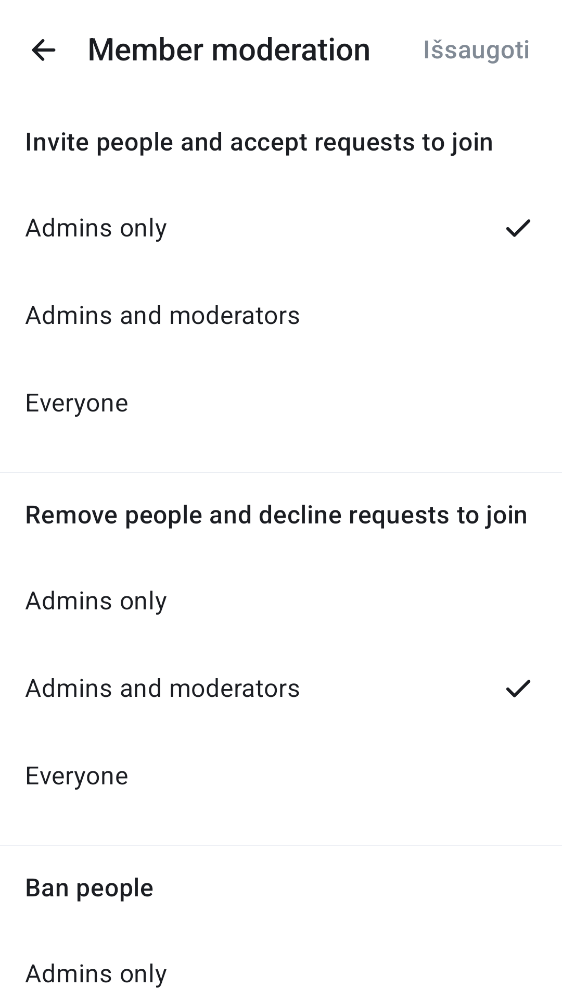 Member moderation Išsaugoti
Invite people and accept requests to join
Admins only
Admins and moderators
Everyone
Remove people and decline requests to join
Admins only
Admins and moderators
Everyone
Ban people
Admins only